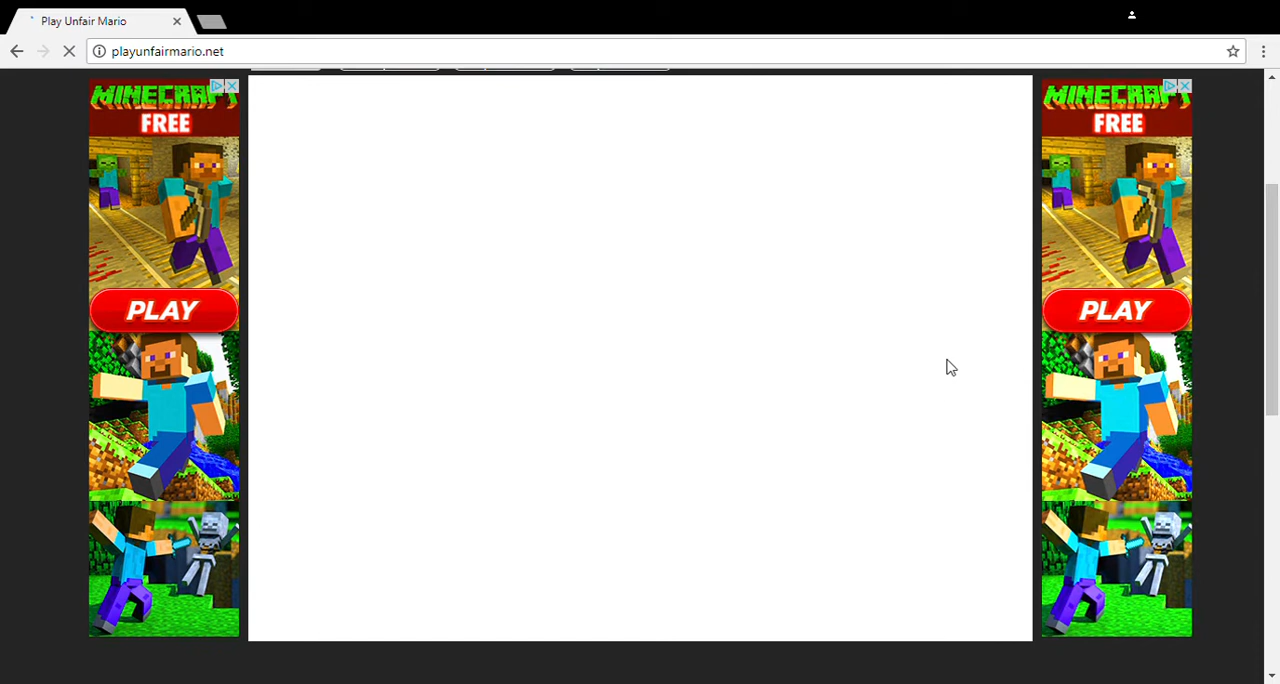 Play Unfair Mario
playunfairmario.net
MINECRAFT
FREE
PLAY
MINECRAFT
FREE
PLAY